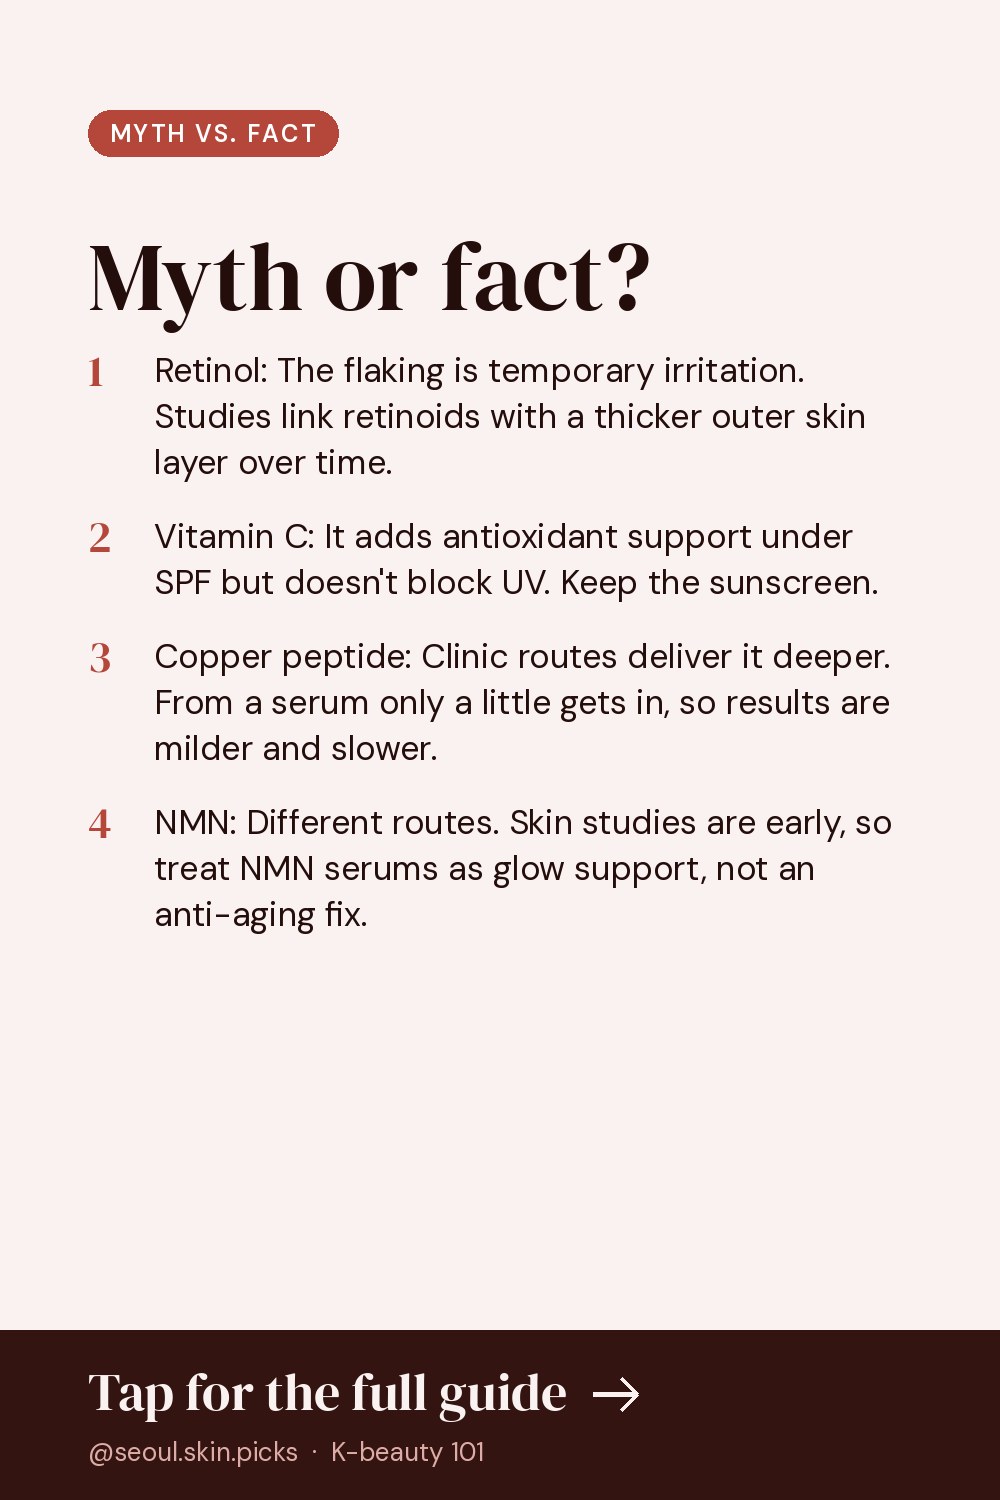 MYTH VS. FACT
Myth or fact?
1 Retinol: The flaking is temporary irritation.
Studies link retinoids with a thicker outer skin
layer over time.
2 Vitamin C: It adds antioxidant support under
SPF but doesn't block UV. Keep the sunscreen.
3 Copper peptide: Clinic routes deliver it deeper.
From a serum only a little gets in, so results are
milder and slower.
4 NMN: Different routes. Skin studies are early, so
treat NMN serums as glow support, not an
anti-aging fix.
Tap for the full guide →
@seoul.skin.picks · K-beauty 101